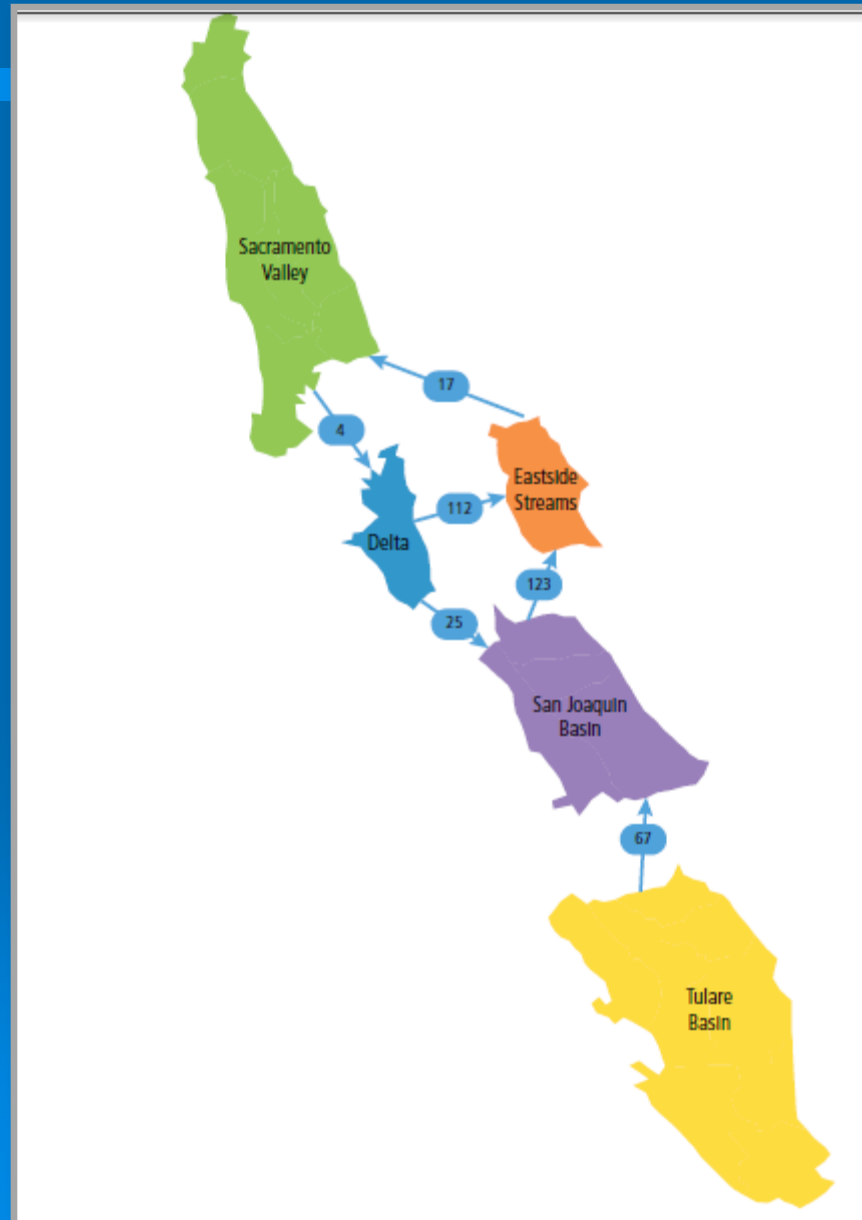 Sacramento
Valley
17
4
Eastside
Streams
112
Delta
123
25
San Joaquin
Basin
67
Tulare
Basin